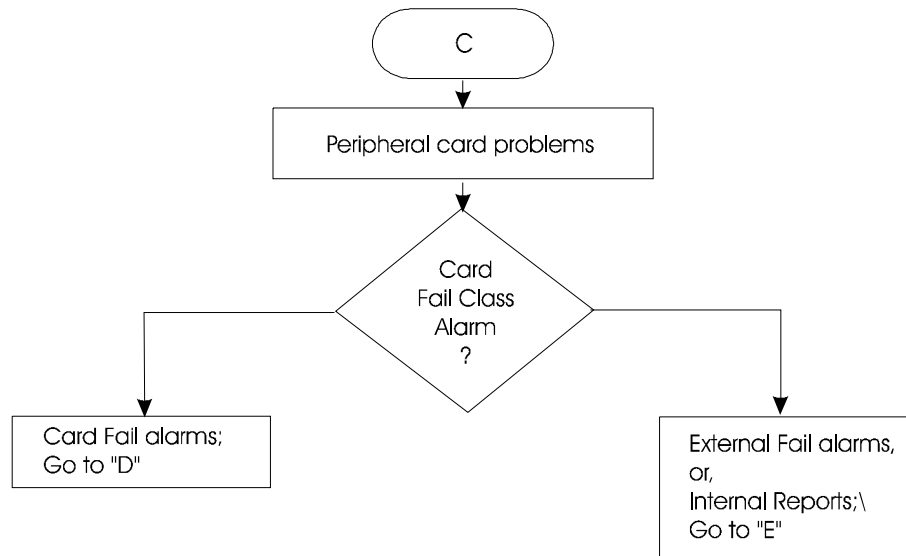 C
Peripheral card problems
Card
Fail Class
Alarm
?
Card Fail alarms;
Go to "D"
External Fail alarms,
or,
Internal Reports;\
Go to "E"